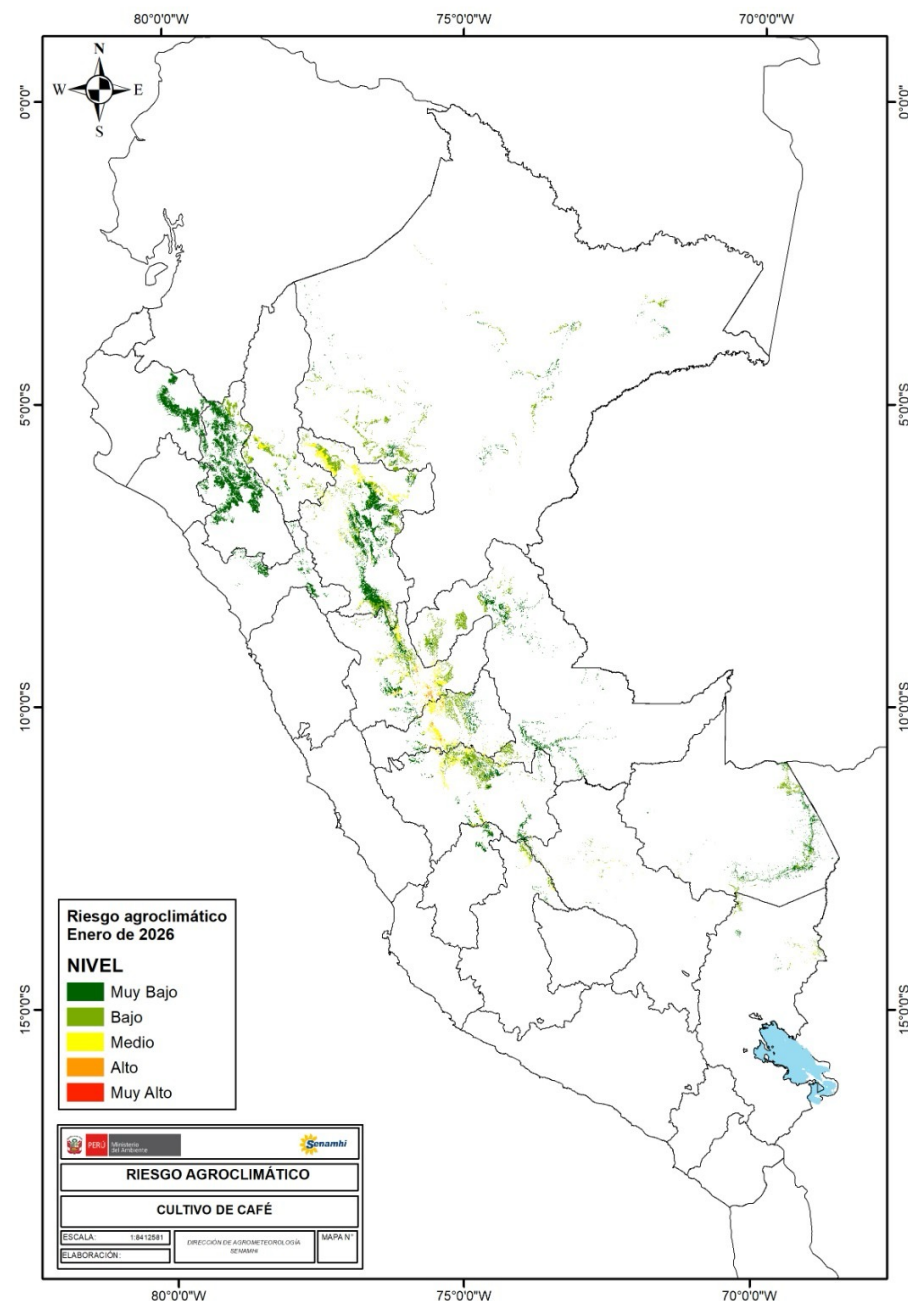 80°0'0"W
75°0'0"W
70°0'0"W
N
W
E
S
0°0'0"
0°0'0"
5°0'0"S
5°0'0"S
10°0'0"S
10°0'0"S
15°0'0"S
15°0'0"S
Riesgo agroclimático
Enero de 2026
NIVEL
Muy Bajo
Bajo
Medio
Alto
Muy Alto
PERÚ
Ministerio
del Ambiente
Senamhi
RIESGO AGROCLIMÁTICO
CULTIVO DE CAFÉ
ESCALA: 1:8412581
ELABORACIÓN:
DIRECCIÓN DE AGROMETEOROLOGÍA
SENAMHI
MAPA N°
80°0'0"W
75°0'0"W
70°0'0"W